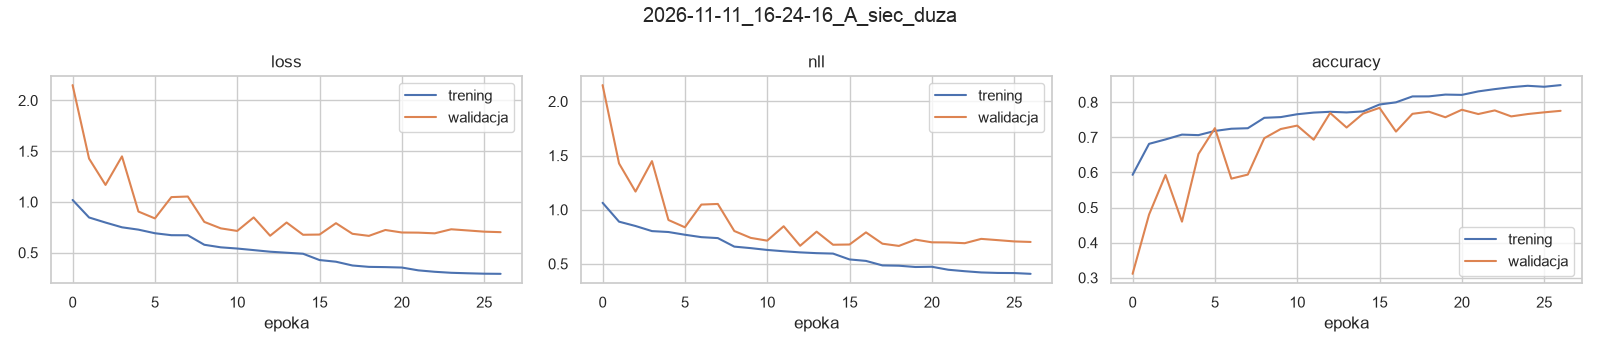 2026-11-11_16-24-16_A_siec_duza
loss
2.0
1.5
1.0
0.5
0 5 10 15 20 25
epoka
trening
walidacja
nll
2.0
1.5
1.0
0.5
0 5 10 15 20 25
epoka
trening
walidacja
accuracy
0.8
0.7
0.6
0.5
0.4
0.3
0 5 10 15 20 25
epoka
trening
walidacja